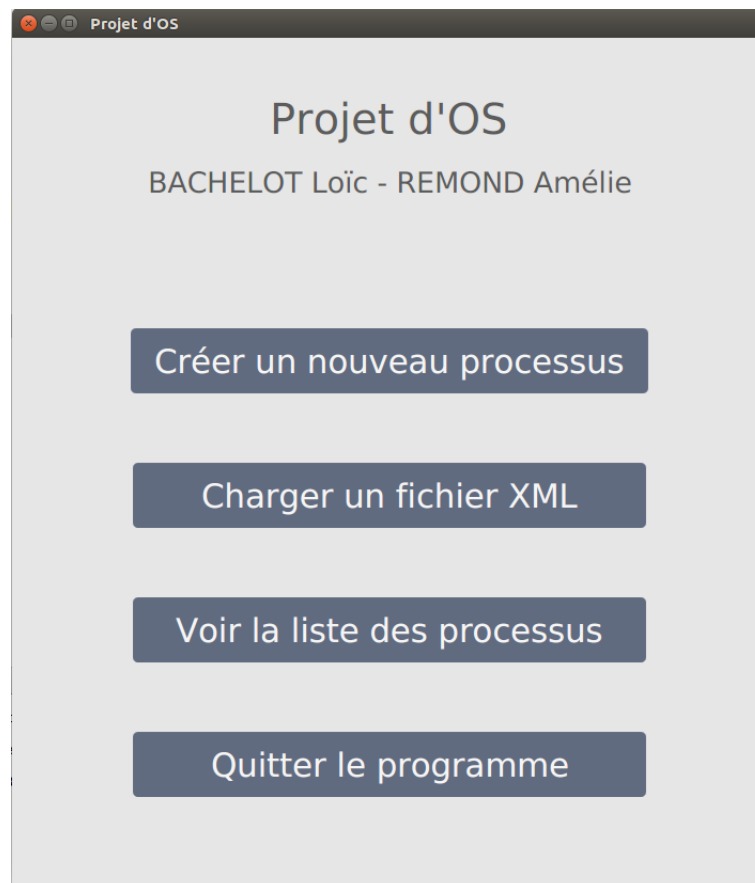 Projet d'OS
Projet d'OS
BACHELOT Loïc - REMOND Amélie
Créer un nouveau processus
Charger un fichier XML
Voir la liste des processus
Quitter le programme